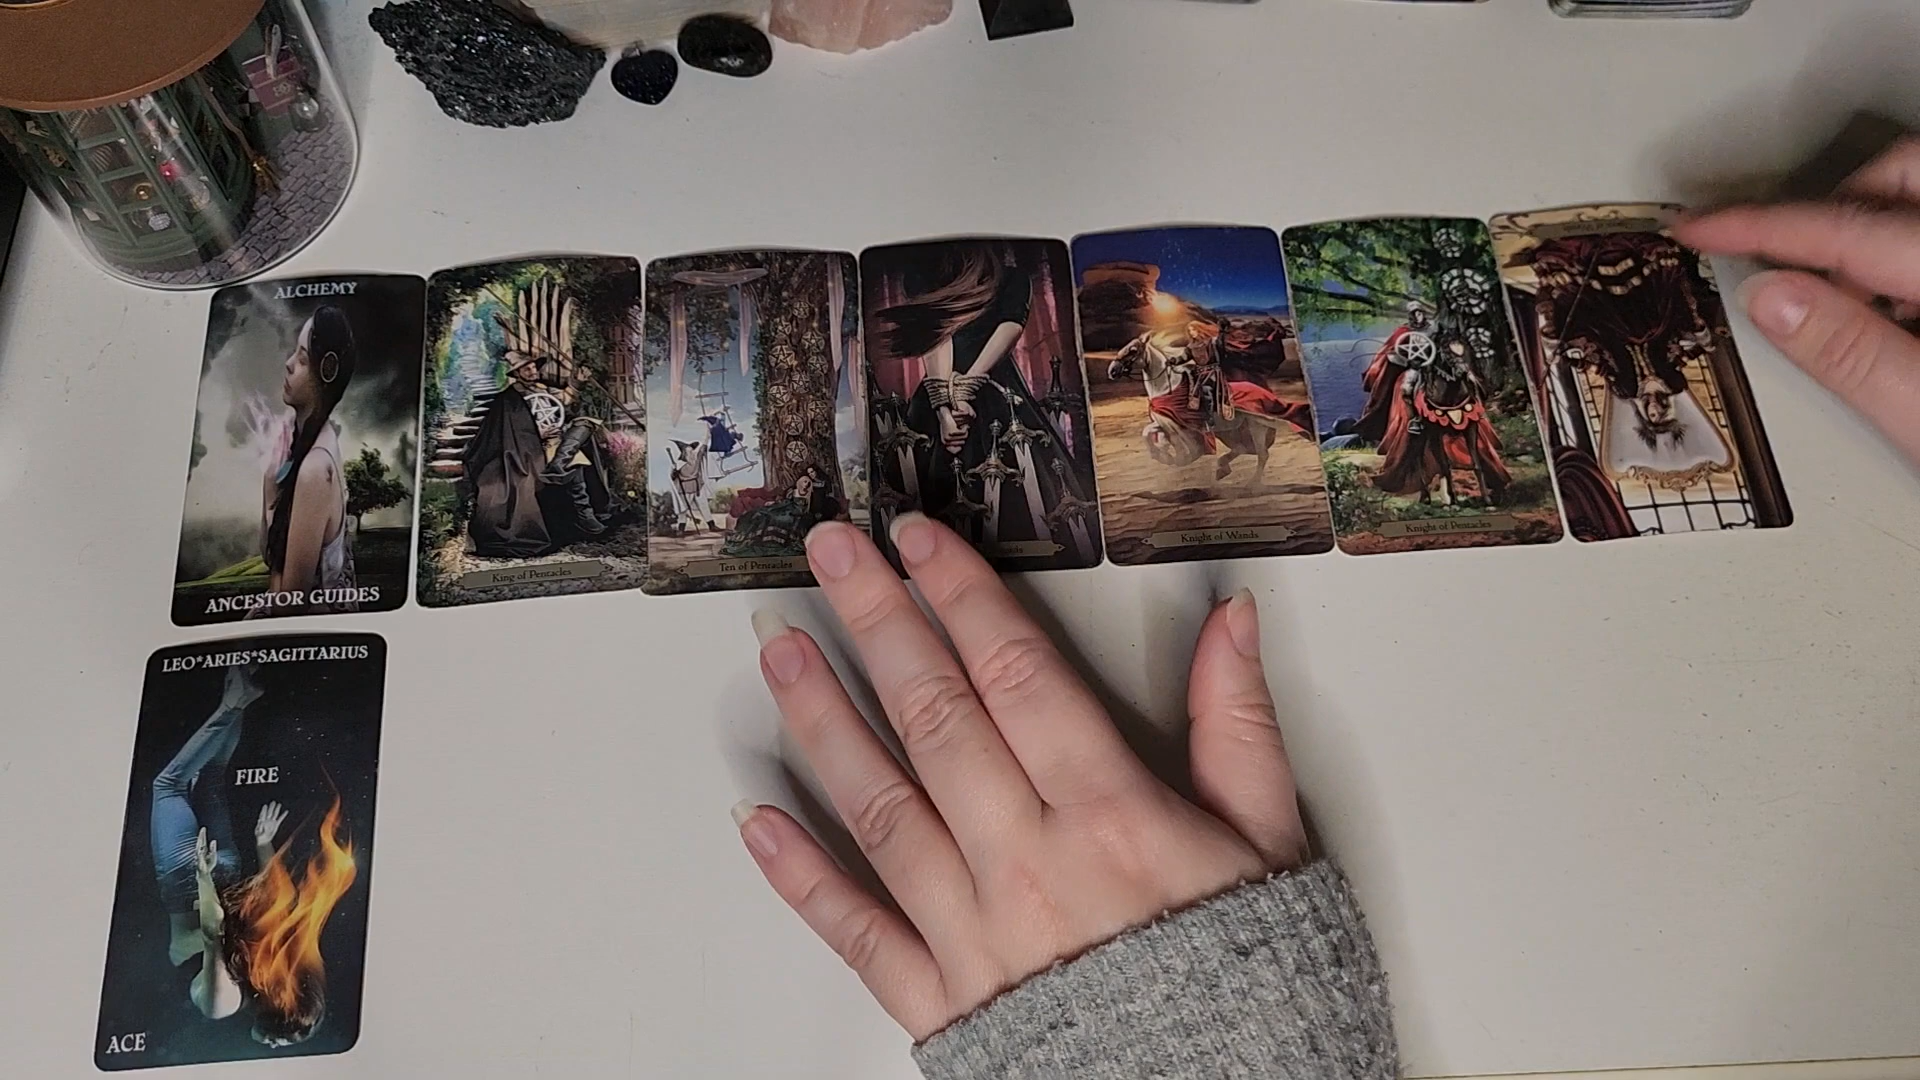 ALCHEMY
ANCESTOR GUIDES
King of Pentacles
Ten of Pentacles
Knight of Wands
Knight of Pentacles
LEO*ARIES*SAGITTARIUS
FIRE
ACE